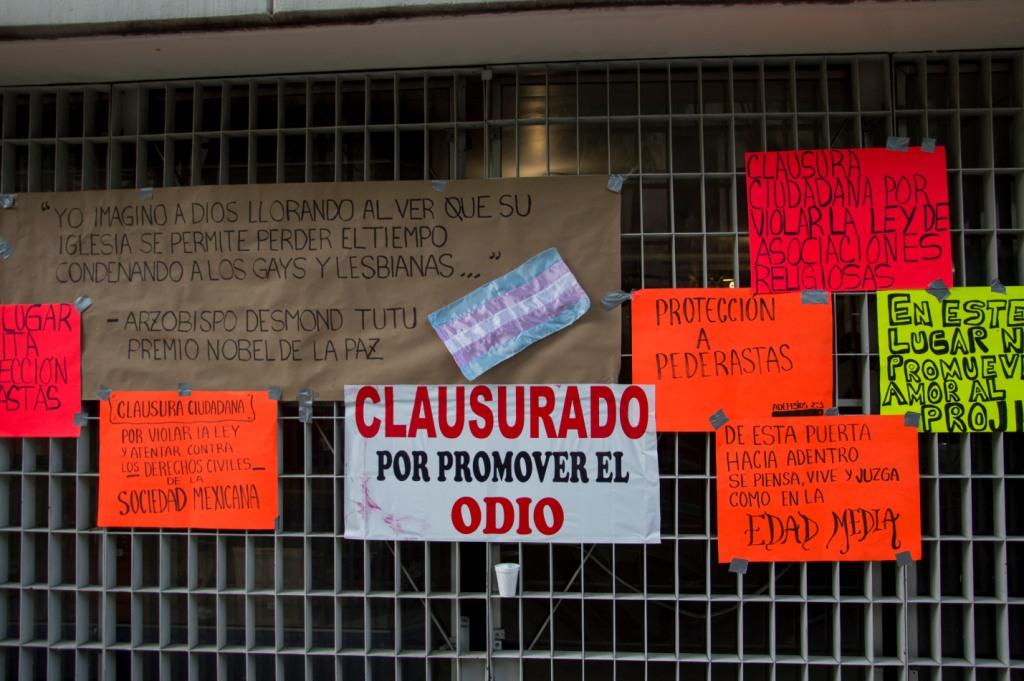 “YO IMAGINO A DIOS LLORANDO AL VER QUE SU
IGLESIA SE PERMITE PERDER EL TIEMPO
CONDENANDO A LOS GAYS Y LESBIANAS..."
- ARZOBISPO DESMOND TUTU
PREMIO NOBEL DE LA PAZ
LUGAR
ITA
ECCIÓN
ASTAS
CLAUSURA CIUDADANA
POR VIOLAR LA LEY
Y ATENTAR CONTRA
LOS DERECHOS CIVILES
DE LA
SOCIEDAD MEXICANA
CLAUSURADO
POR PROMOVER EL
ODIO
PROTECCIÓN
A
PEDERASTAS
CLAUSURA
CIUDADANA POR
VIOLAR LA LEY DE
ASOCIACIONES
RELIGIOSAS
EN ESTE
LUGAR N
PROMUEVE
AMOR AL
PROJI
DE ESTA PUERTA
HACIA ADENTRO
SE PIENSA, VIVE Y JUZGA
COMO EN LA
EDAD MEDIA